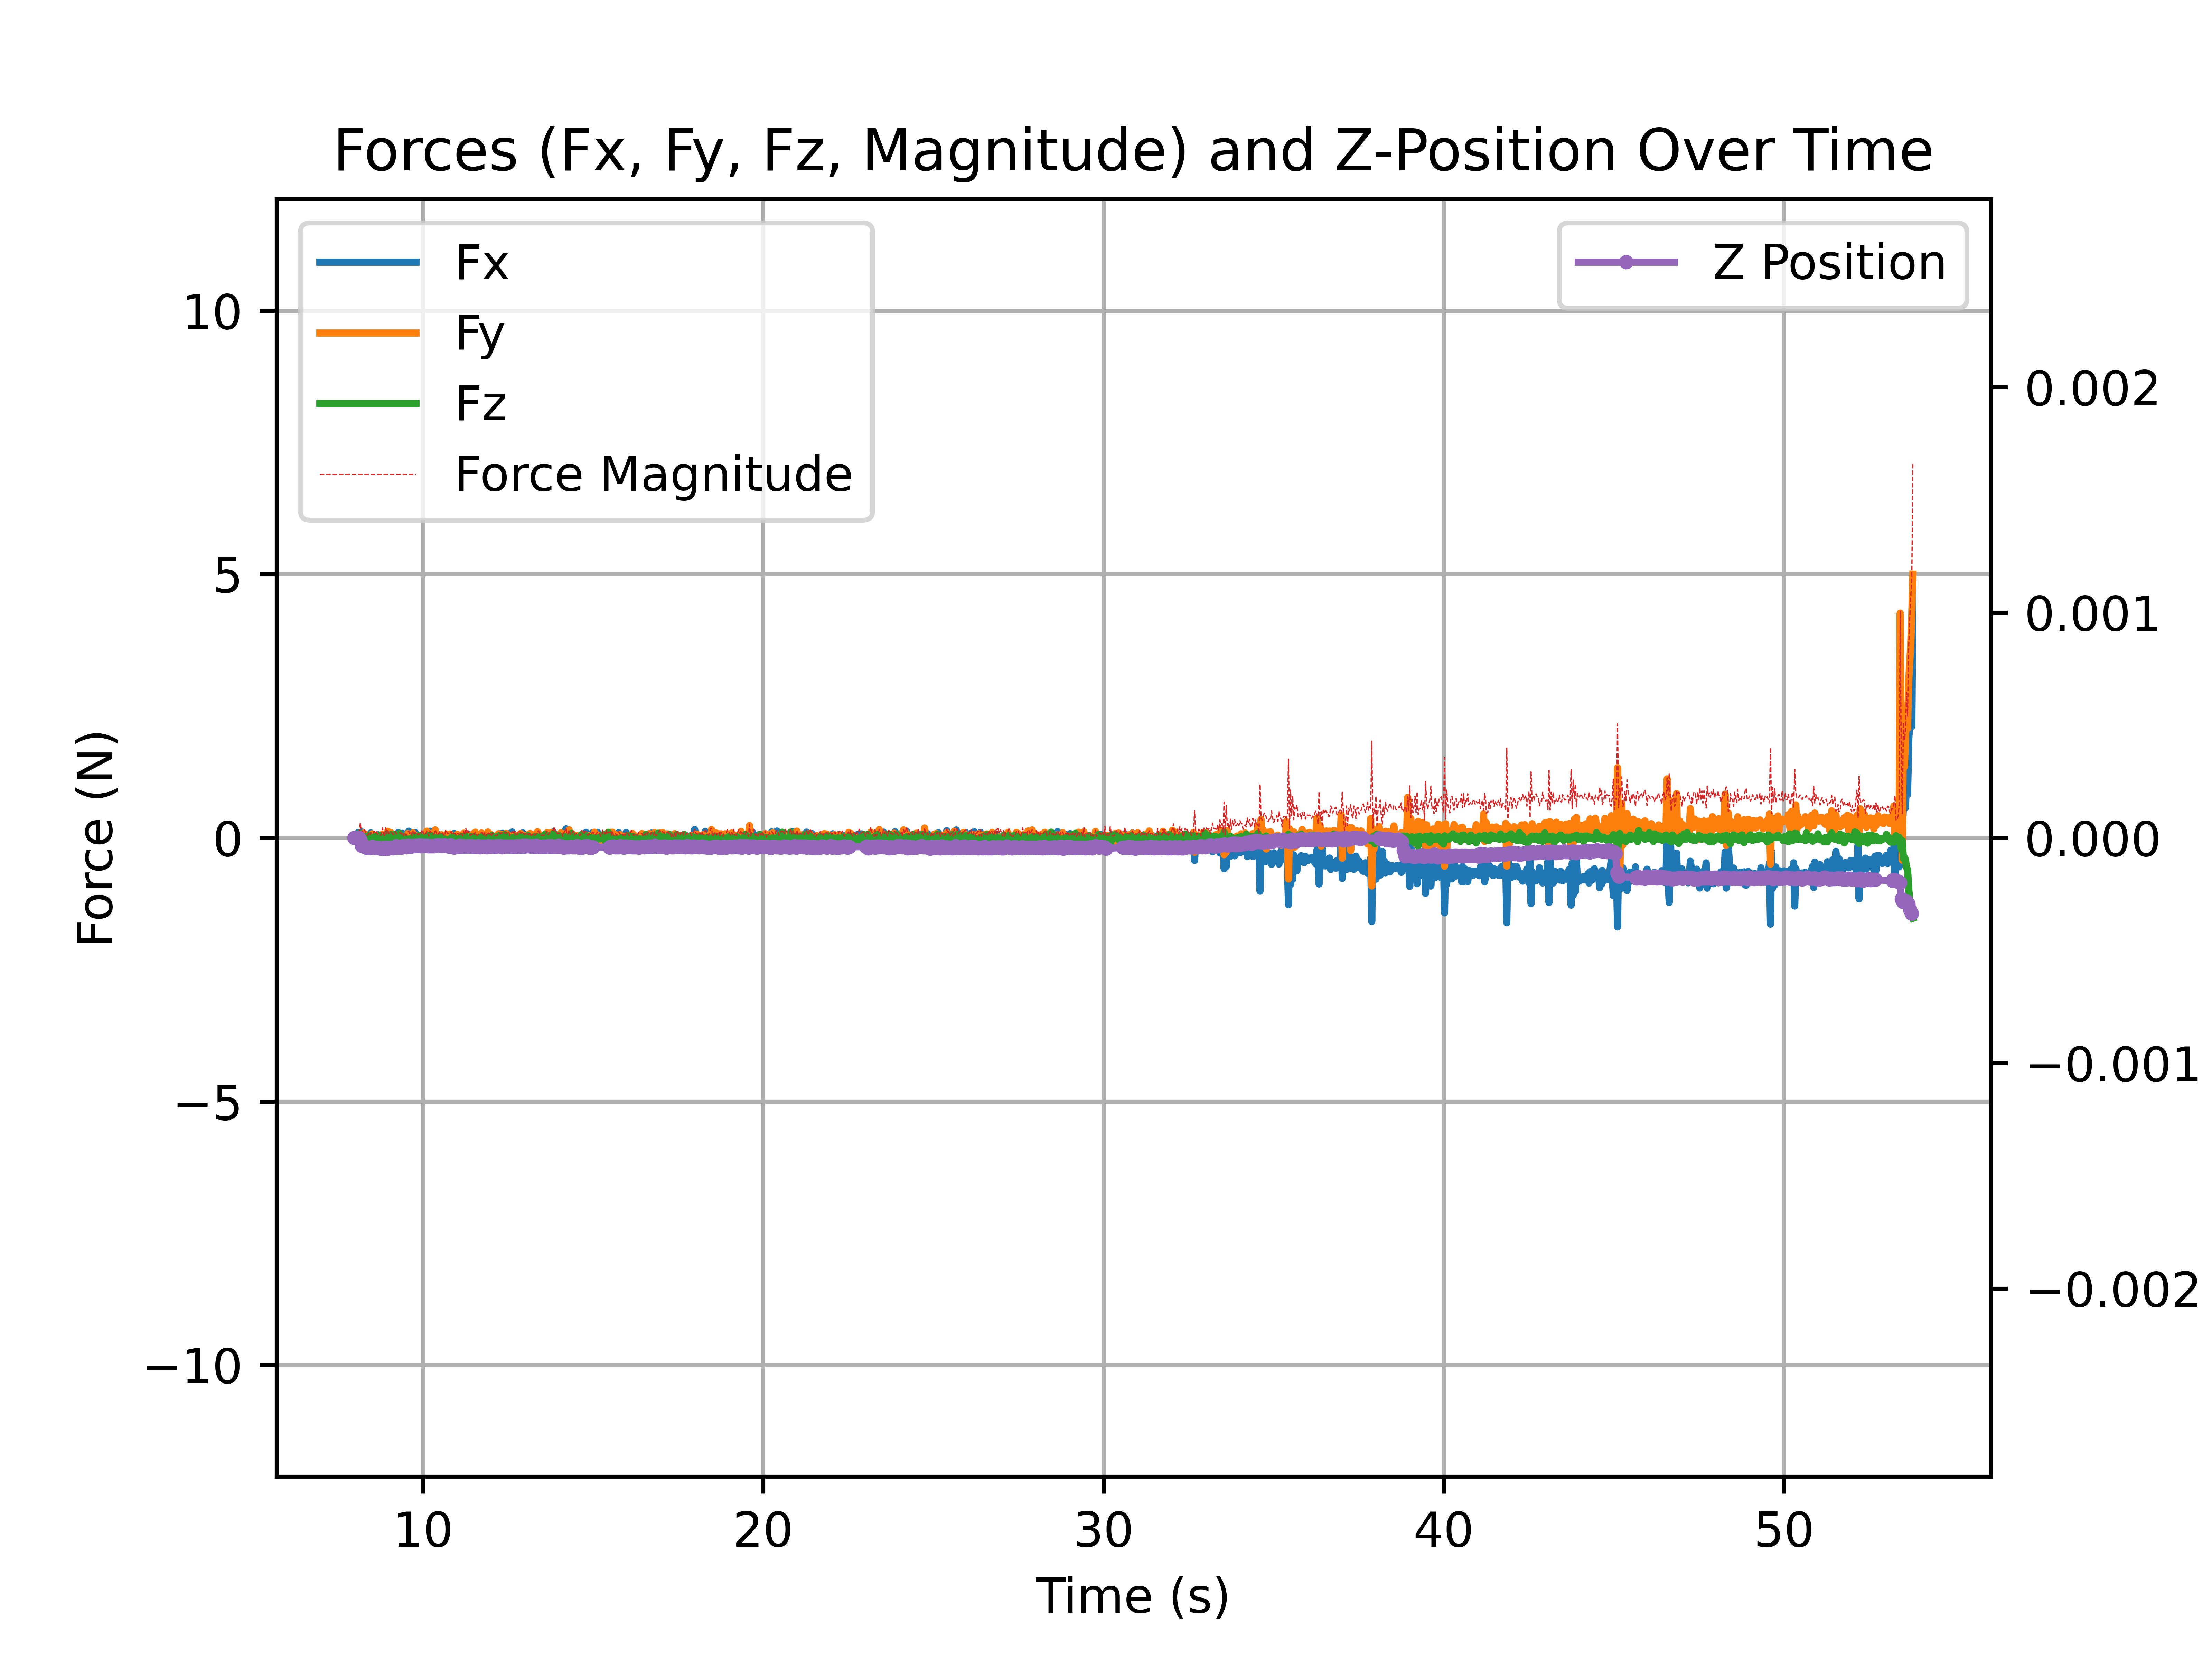 Forces (Fx, Fy, Fz, Magnitude) and Z-Position Over Time
Fx
Fy
Fz
Force Magnitude
Z Position
10
5
0
−5
−10
Force (N)
0.002
0.001
0.000
−0.001
−0.002
10
20
30
40
50
Time (s)